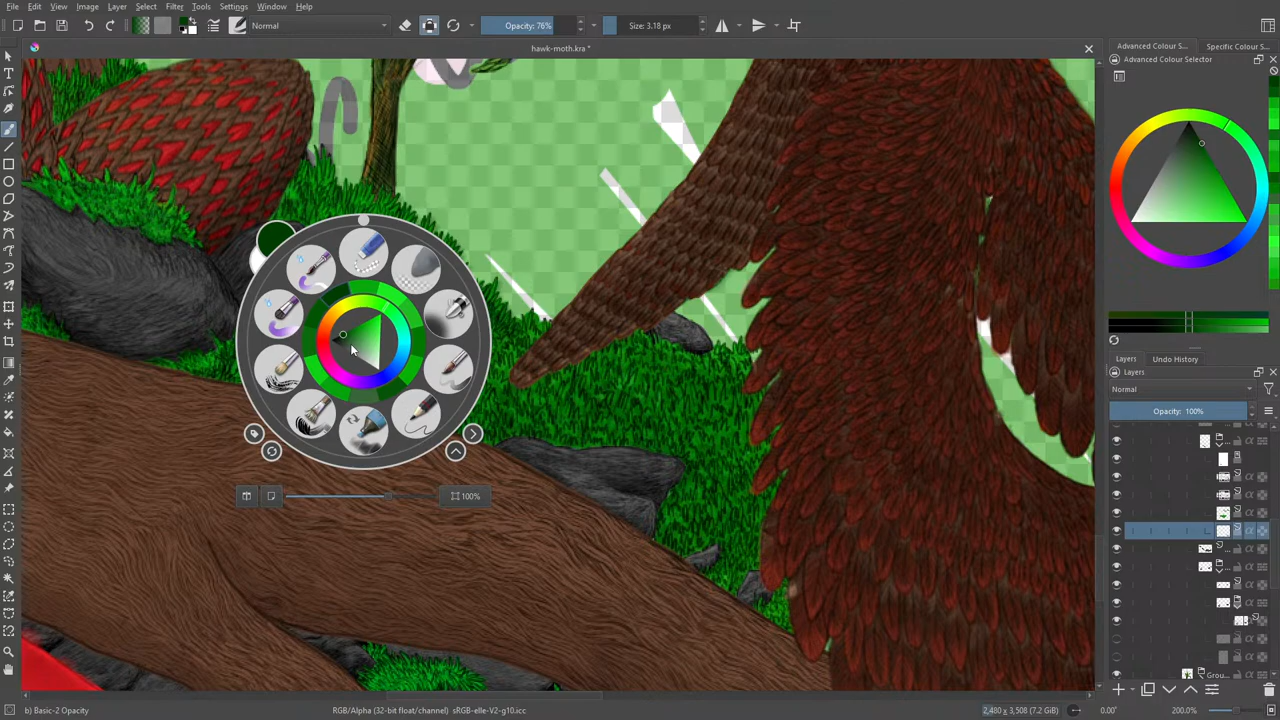 File Edit View Image Layer Select Filter Tools Settings Window Help
Normal
Opacity: 76%
Size: 3.18 px
hawk-moth.kra *
Advanced Colour S...
Specific Colour S...
Advanced Colour Selector
Layers
Undo History
Layers
Normal
Opacity: 100%
100%
Grou...
b) Basic-2 Opacity
RGB/Alpha (32-bit float/channel) sRGB-elle-V2-g10.icc
2,480 x 3,508 (7.2 GiB)
0.00°
200.0%